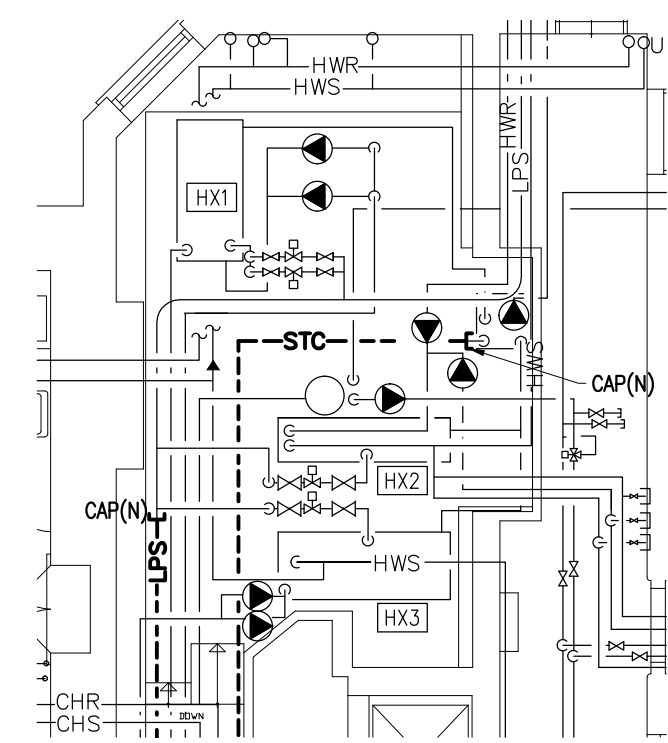 HWR
U
HWS
HWR
LPS
HX1
STC
HWS
CAP(N)
HX2
CAP(N)
LPS
HWS
HX3
CHR
DOWN
CHS